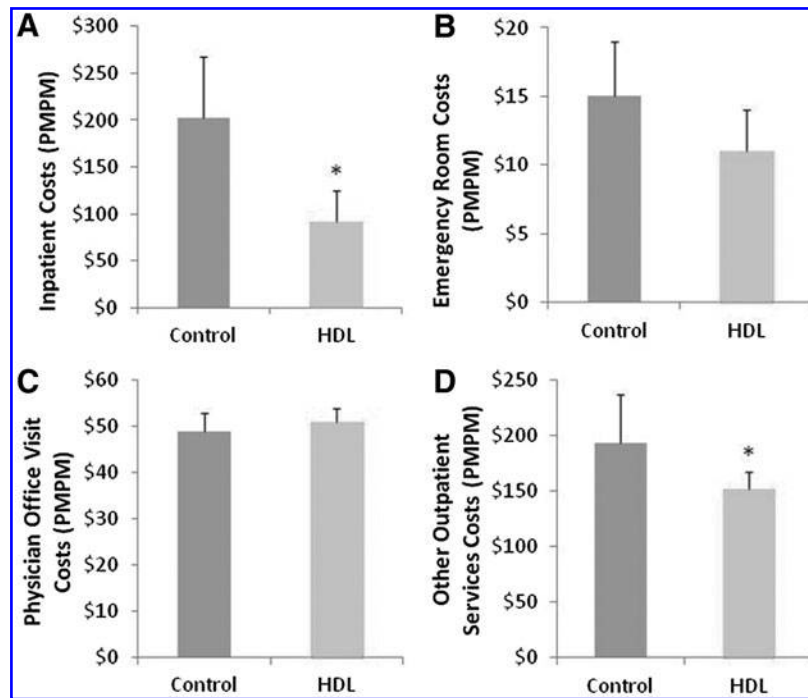 A
Inpatient Costs (PMPM)
$300
$250
$200
$150
$100
$50
$0
*
Control
HDL
B
Emergency Room Costs
(PMPM)
$20
$15
$10
$5
$0
Control
HDL
C
Physician Office Visit
Costs (PMPM)
$60
$50
$40
$30
$20
$10
$0
Control
HDL
D
Other Outpatient
Services Costs (PMPM)
$250
$200
$150
$100
$50
$0
*
Control
HDL